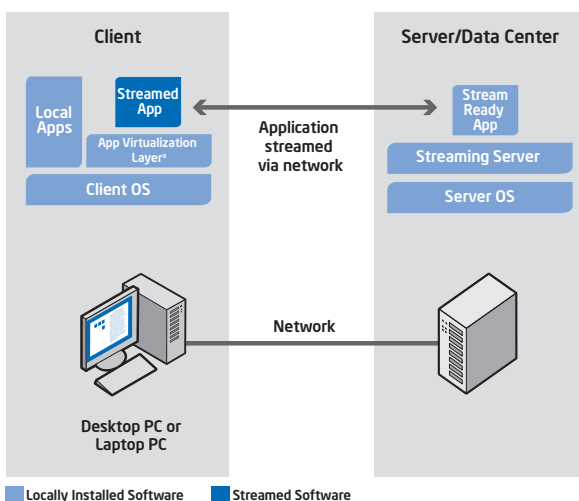 Client
Server/Data Center
Local
Apps
Streamed
App
App Virtualization
Layerª
Client OS
Application
streamed
via network
Stream
Ready
App
Streaming Server
Server OS
Network
Desktop PC or
Laptop PC
Locally Installed Software
Streamed Software